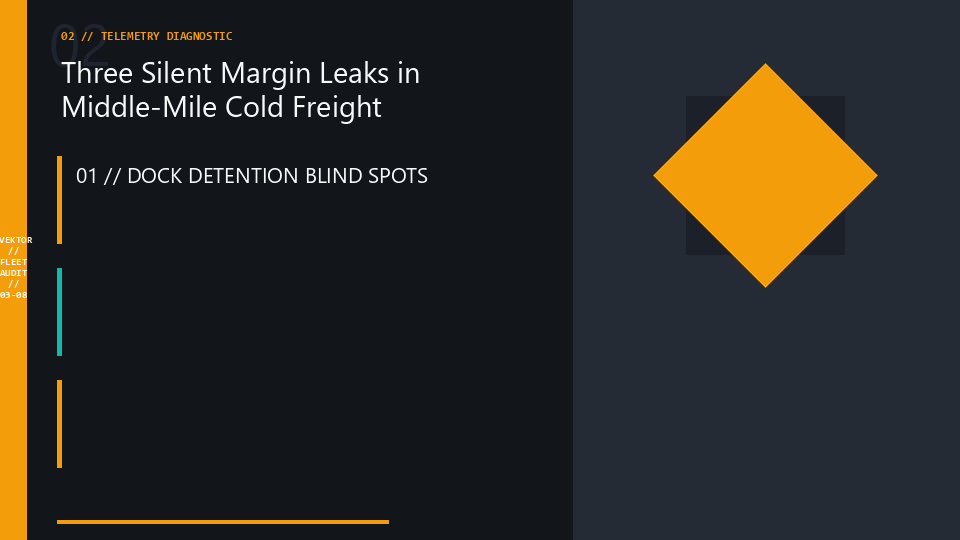 02
02 // TELEMETRY DIAGNOSTIC
Three Silent Margin Leaks in
Middle-Mile Cold Freight
01 // DOCK DETENTION BLIND SPOTS
VEKTOR
//
FLEET
AUDIT
//
03-08